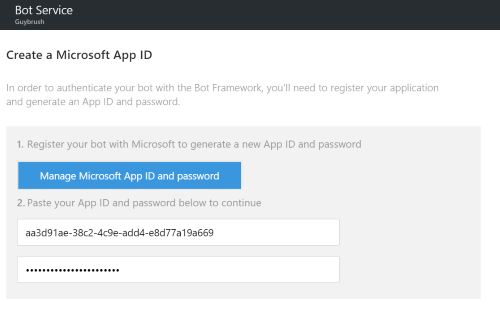 Bot Service
Guybrush
Create a Microsoft App ID
In order to authenticate your bot with the Bot Framework, you'll need to register your application
and generate an App ID and password.
1. Register your bot with Microsoft to generate a new App ID and password
Manage Microsoft App ID and password
2. Paste your App ID and password below to continue
aa3d91ae-38c2-4c9e-add4-e8d77a19a669
•••••••••••••••••••••••